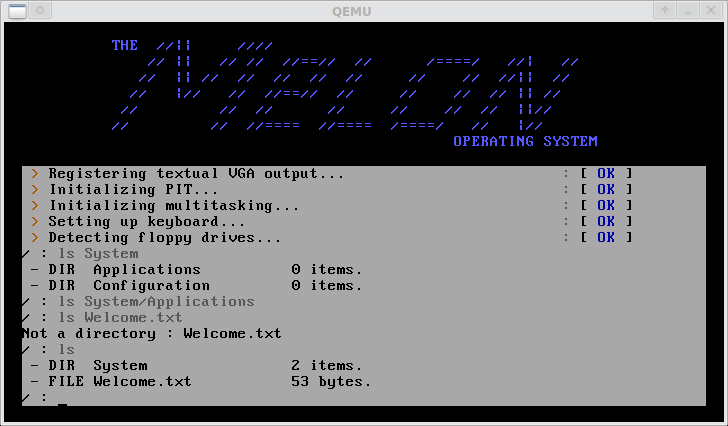 QEMU
THE
MELON
OPERATING SYSTEM
> Registering textual VGA output... : [ OK ]
> Initializing PIT... : [ OK ]
> Initializing multitasking... : [ OK ]
> Setting up keyboard... : [ OK ]
> Detecting floppy drives... : [ OK ]
/ : ls System
- DIR Applications 0 items.
- DIR Configuration 0 items.
/ : ls System/Applications
/ : ls Welcome.txt
Not a directory : Welcome.txt
/ : ls
- DIR System 2 items.
- FILE Welcome.txt 53 bytes.
/ : _